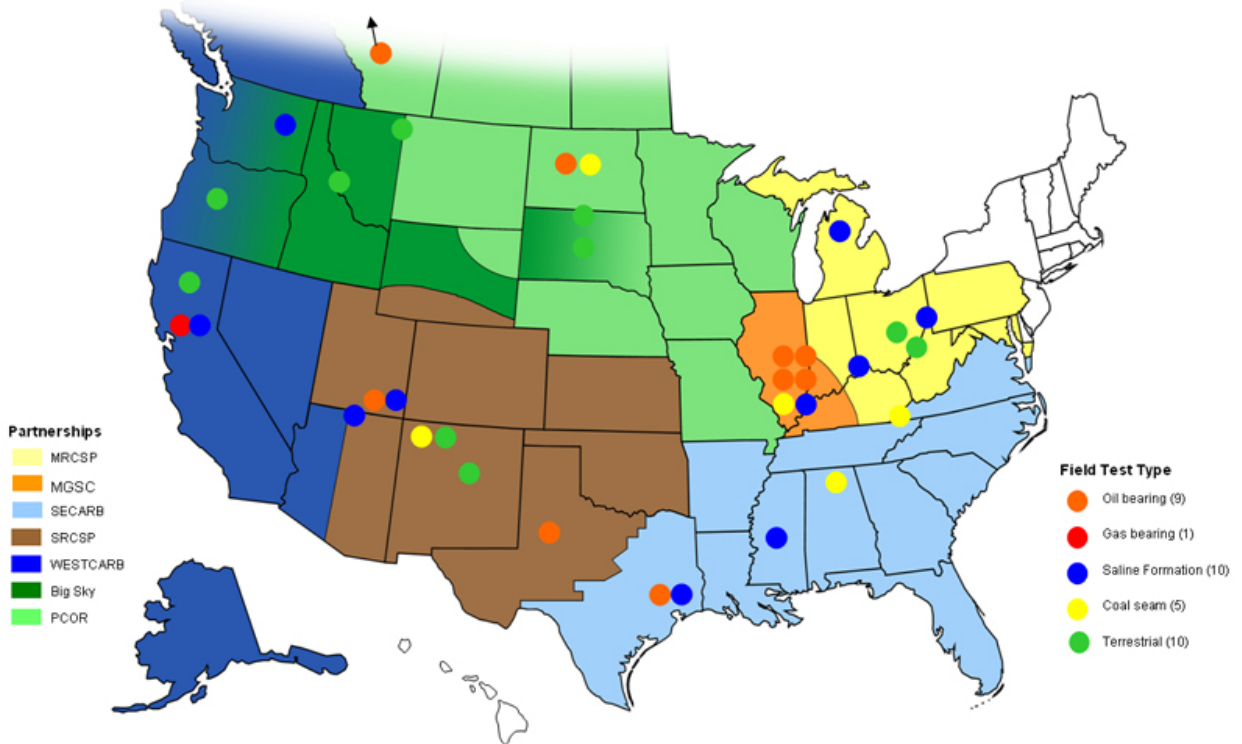 Partnerships
MRCSP
MGSC
SECARB
SRCSP
WESTCARB
Big Sky
PCOR
Field Test Type
Oil bearing (9)
Gas bearing (1)
Saline Formation (10)
Coal seam (5)
Terrestrial (10)